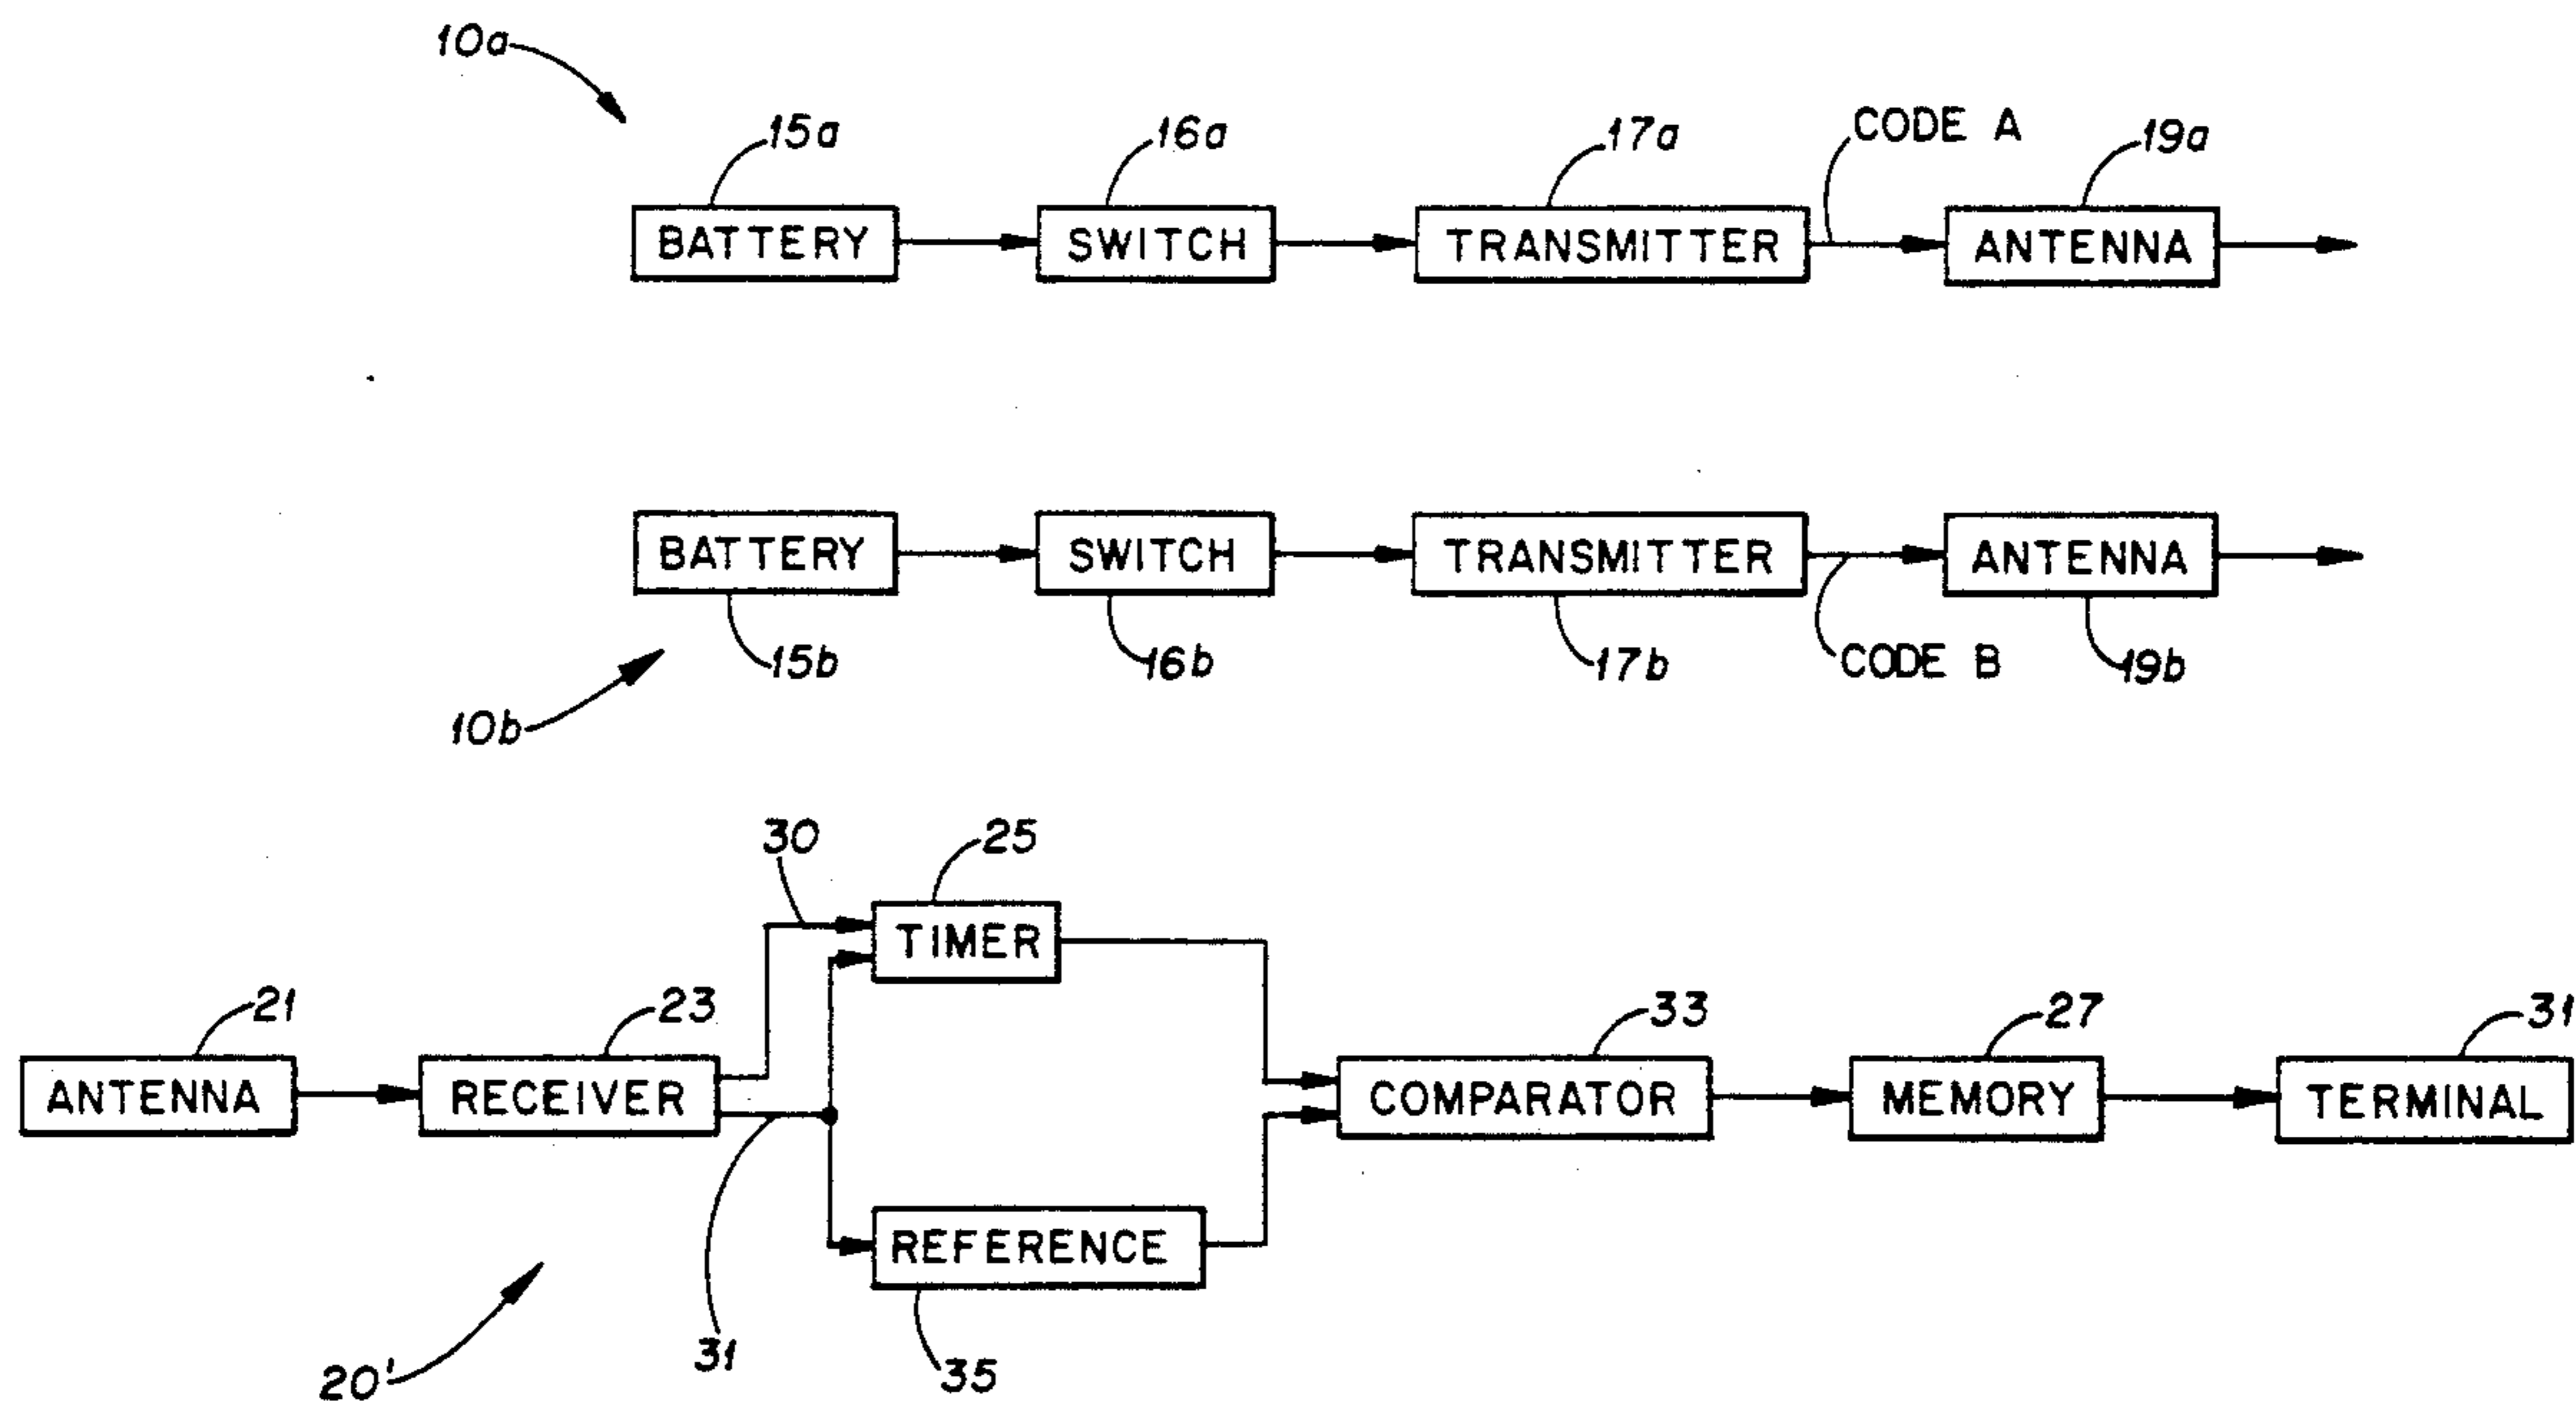 10a
15a
16a
17a
CODE A
19a
BATTERY
SWITCH
TRANSMITTER
ANTENNA
BATTERY
SWITCH
TRANSMITTER
ANTENNA
15b
16b
17b
CODE B
19b
10b
30
25
TIMER
21
23
33
27
31
ANTENNA
RECEIVER
COMPARATOR
MEMORY
TERMINAL
REFERENCE
31
35
20'